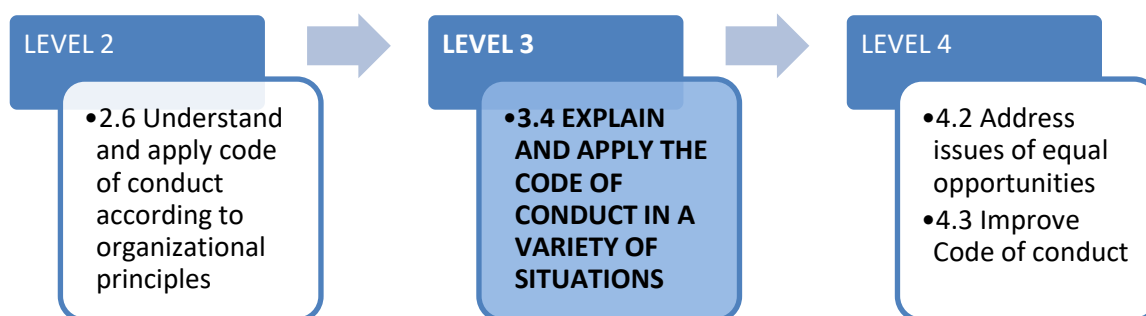 LEVEL 2
•2.6 Understand
and apply code
of conduct
according to
organizational
principles
LEVEL 3
•3.4 EXPLAIN
AND APPLY THE
CODE OF
CONDUCT IN A
VARIETY OF
SITUATIONS
LEVEL 4
•4.2 Address
issues of equal
opportunities
•4.3 Improve
Code of conduct